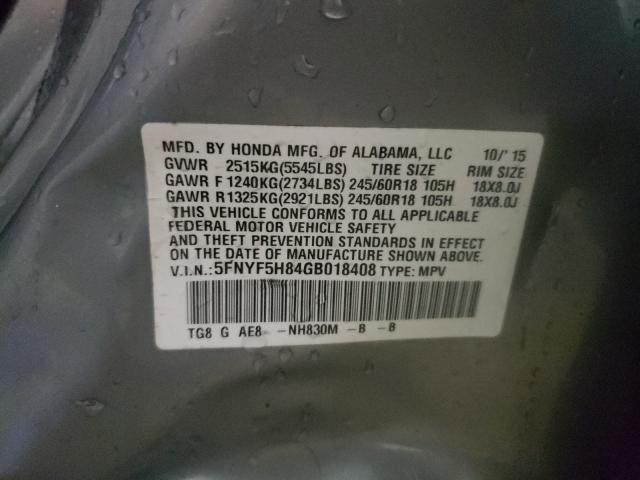 MFD. BY HONDA MFG. OF ALABAMA, LLC 10/'15
GVWR 2515KG(5545LBS) TIRE SIZE RIM SIZE
GAWR F 1240KG(2734LBS) 245/60R18 105H 18X8.0J
GAWR R1325KG(2921LBS) 245/60R18 105H 18X8.0J
THIS VEHICLE CONFORMS TO ALL APPLICABLE
FEDERAL MOTOR VEHICLE SAFETY
AND THEFT PREVENTION STANDARDS IN EFFECT
ON THE DATE OF MANUFACTURE SHOWN ABOVE.
V.I.N.: 5FNYF5H84GB018408 TYPE: MPV
TG8 G AE8 -NH830M -B -B